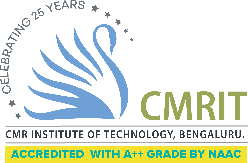 CELEBRATING 25 YEARS
CMRIT
CMR INSTITUTE OF TECHNOLOGY, BENGALURU.
ACCREDITED WITH A++ GRADE BY NAAC